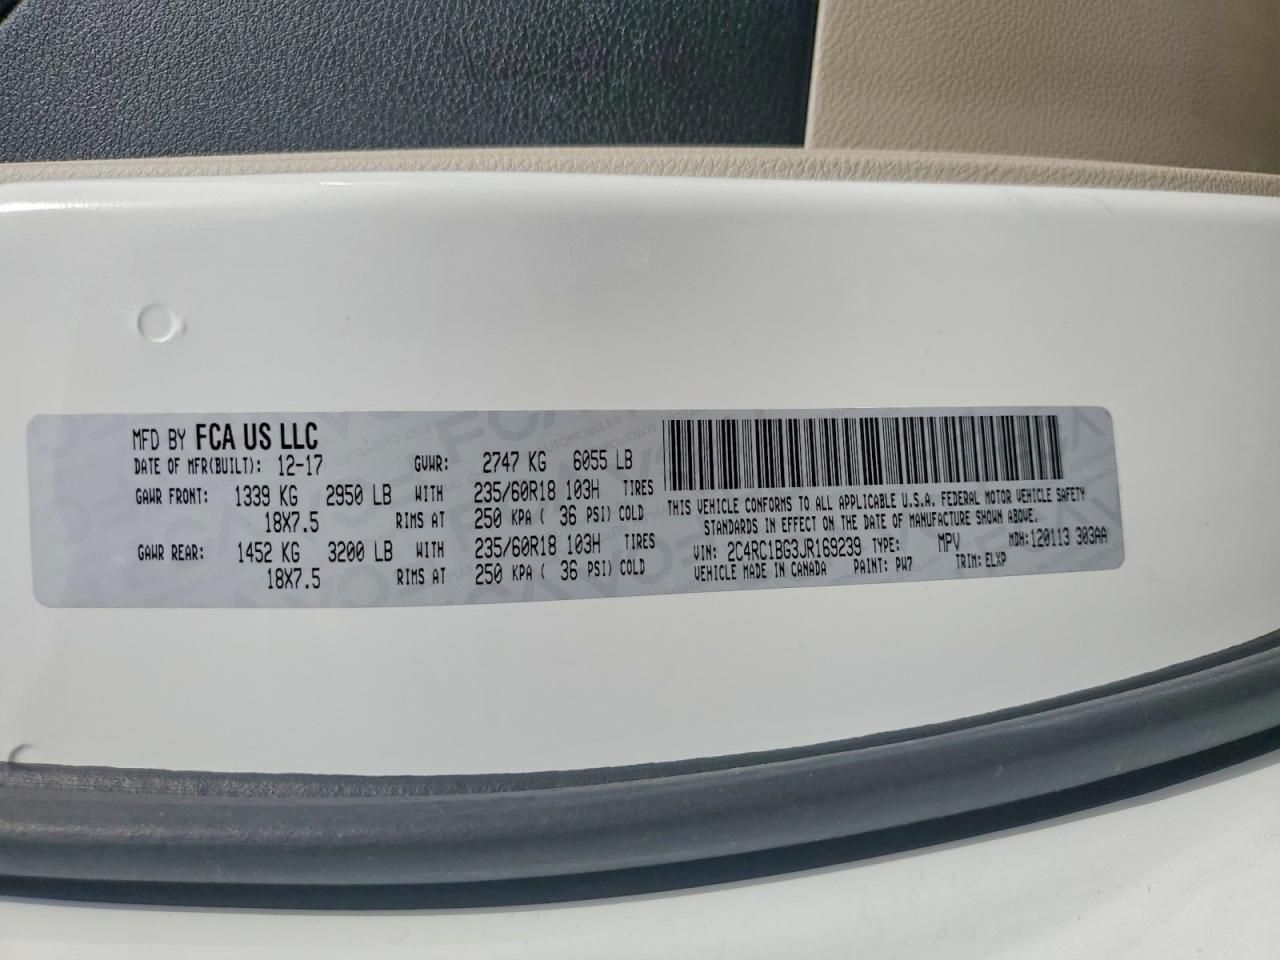 MFD BY FCA US LLC
DATE OF MFR(BUILT): 12-17 GVWR: 2747 KG 6055 LB
GAWR FRONT: 1339 KG 2950 LB WITH 235/60R18 103H TIRES
18X7.5 RIMS AT 250 KPA ( 36 PSI) COLD
GAWR REAR: 1452 KG 3200 LB WITH 235/60R18 103H TIRES
18X7.5 RIMS AT 250 KPA ( 36 PSI) COLD
THIS VEHICLE CONFORMS TO ALL APPLICABLE U.S.A. FEDERAL MOTOR VEHICLE SAFETY
STANDARDS IN EFFECT ON THE DATE OF MANUFACTURE SHOWN ABOVE.
VIN: 2C4RC1BG3JR169239 TYPE: MPV MDH:120113 303AA
VEHICLE MADE IN CANADA PAINT: PW7 TRIM: ELXP